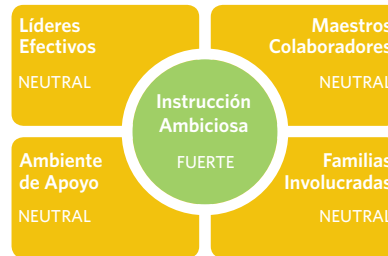 Líderes
Efectivos
NEUTRAL
Maestros
Colaboradores
NEUTRAL
Instrucción
Ambiciosa
FUERTE
Ambiente
de Apoyo
NEUTRAL
Familias
Involucradas
NEUTRAL